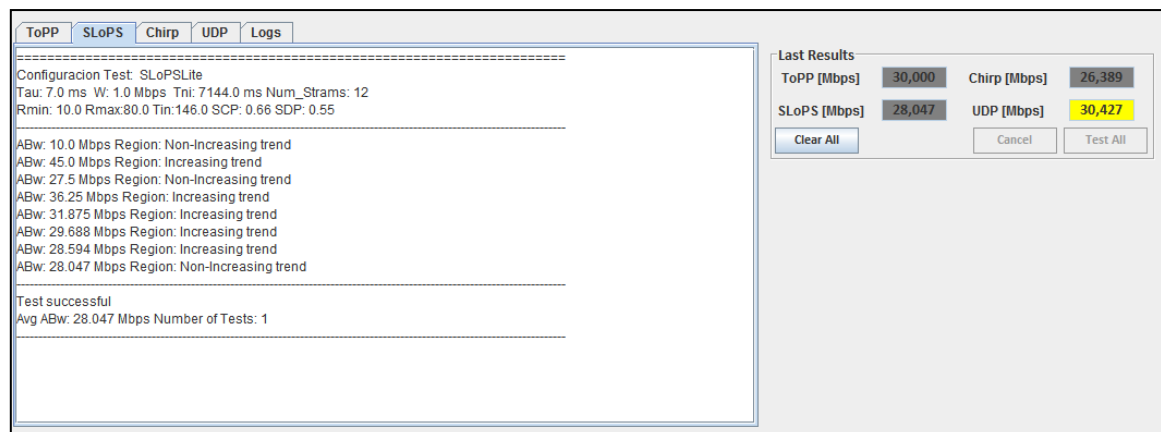 ToPP SLoPS Chirp UDP Logs
================================================================================
Configuracion Test: SLoPSLite
Tau: 7.0 ms W: 1.0 Mbps Tni: 7144.0 ms Num_Strams: 12
Rmin: 10.0 Rmax:80.0 Tin:146.0 SCP: 0.66 SDP: 0.55
--------------------------------------------------------------------------------
ABw: 10.0 Mbps Region: Non-Increasing trend
ABw: 45.0 Mbps Region: Increasing trend
ABw: 27.5 Mbps Region: Non-Increasing trend
ABw: 36.25 Mbps Region: Increasing trend
ABw: 31.875 Mbps Region: Increasing trend
ABw: 29.688 Mbps Region: Increasing trend
ABw: 28.594 Mbps Region: Increasing trend
ABw: 28.047 Mbps Region: Non-Increasing trend
--------------------------------------------------------------------------------
Test successful
Avg ABw: 28.047 Mbps Number of Tests: 1
--------------------------------------------------------------------------------
Last Results
ToPP [Mbps] 30,000 Chirp [Mbps] 26,389
SLoPS [Mbps] 28,047 UDP [Mbps] 30,427
Clear All Cancel Test All